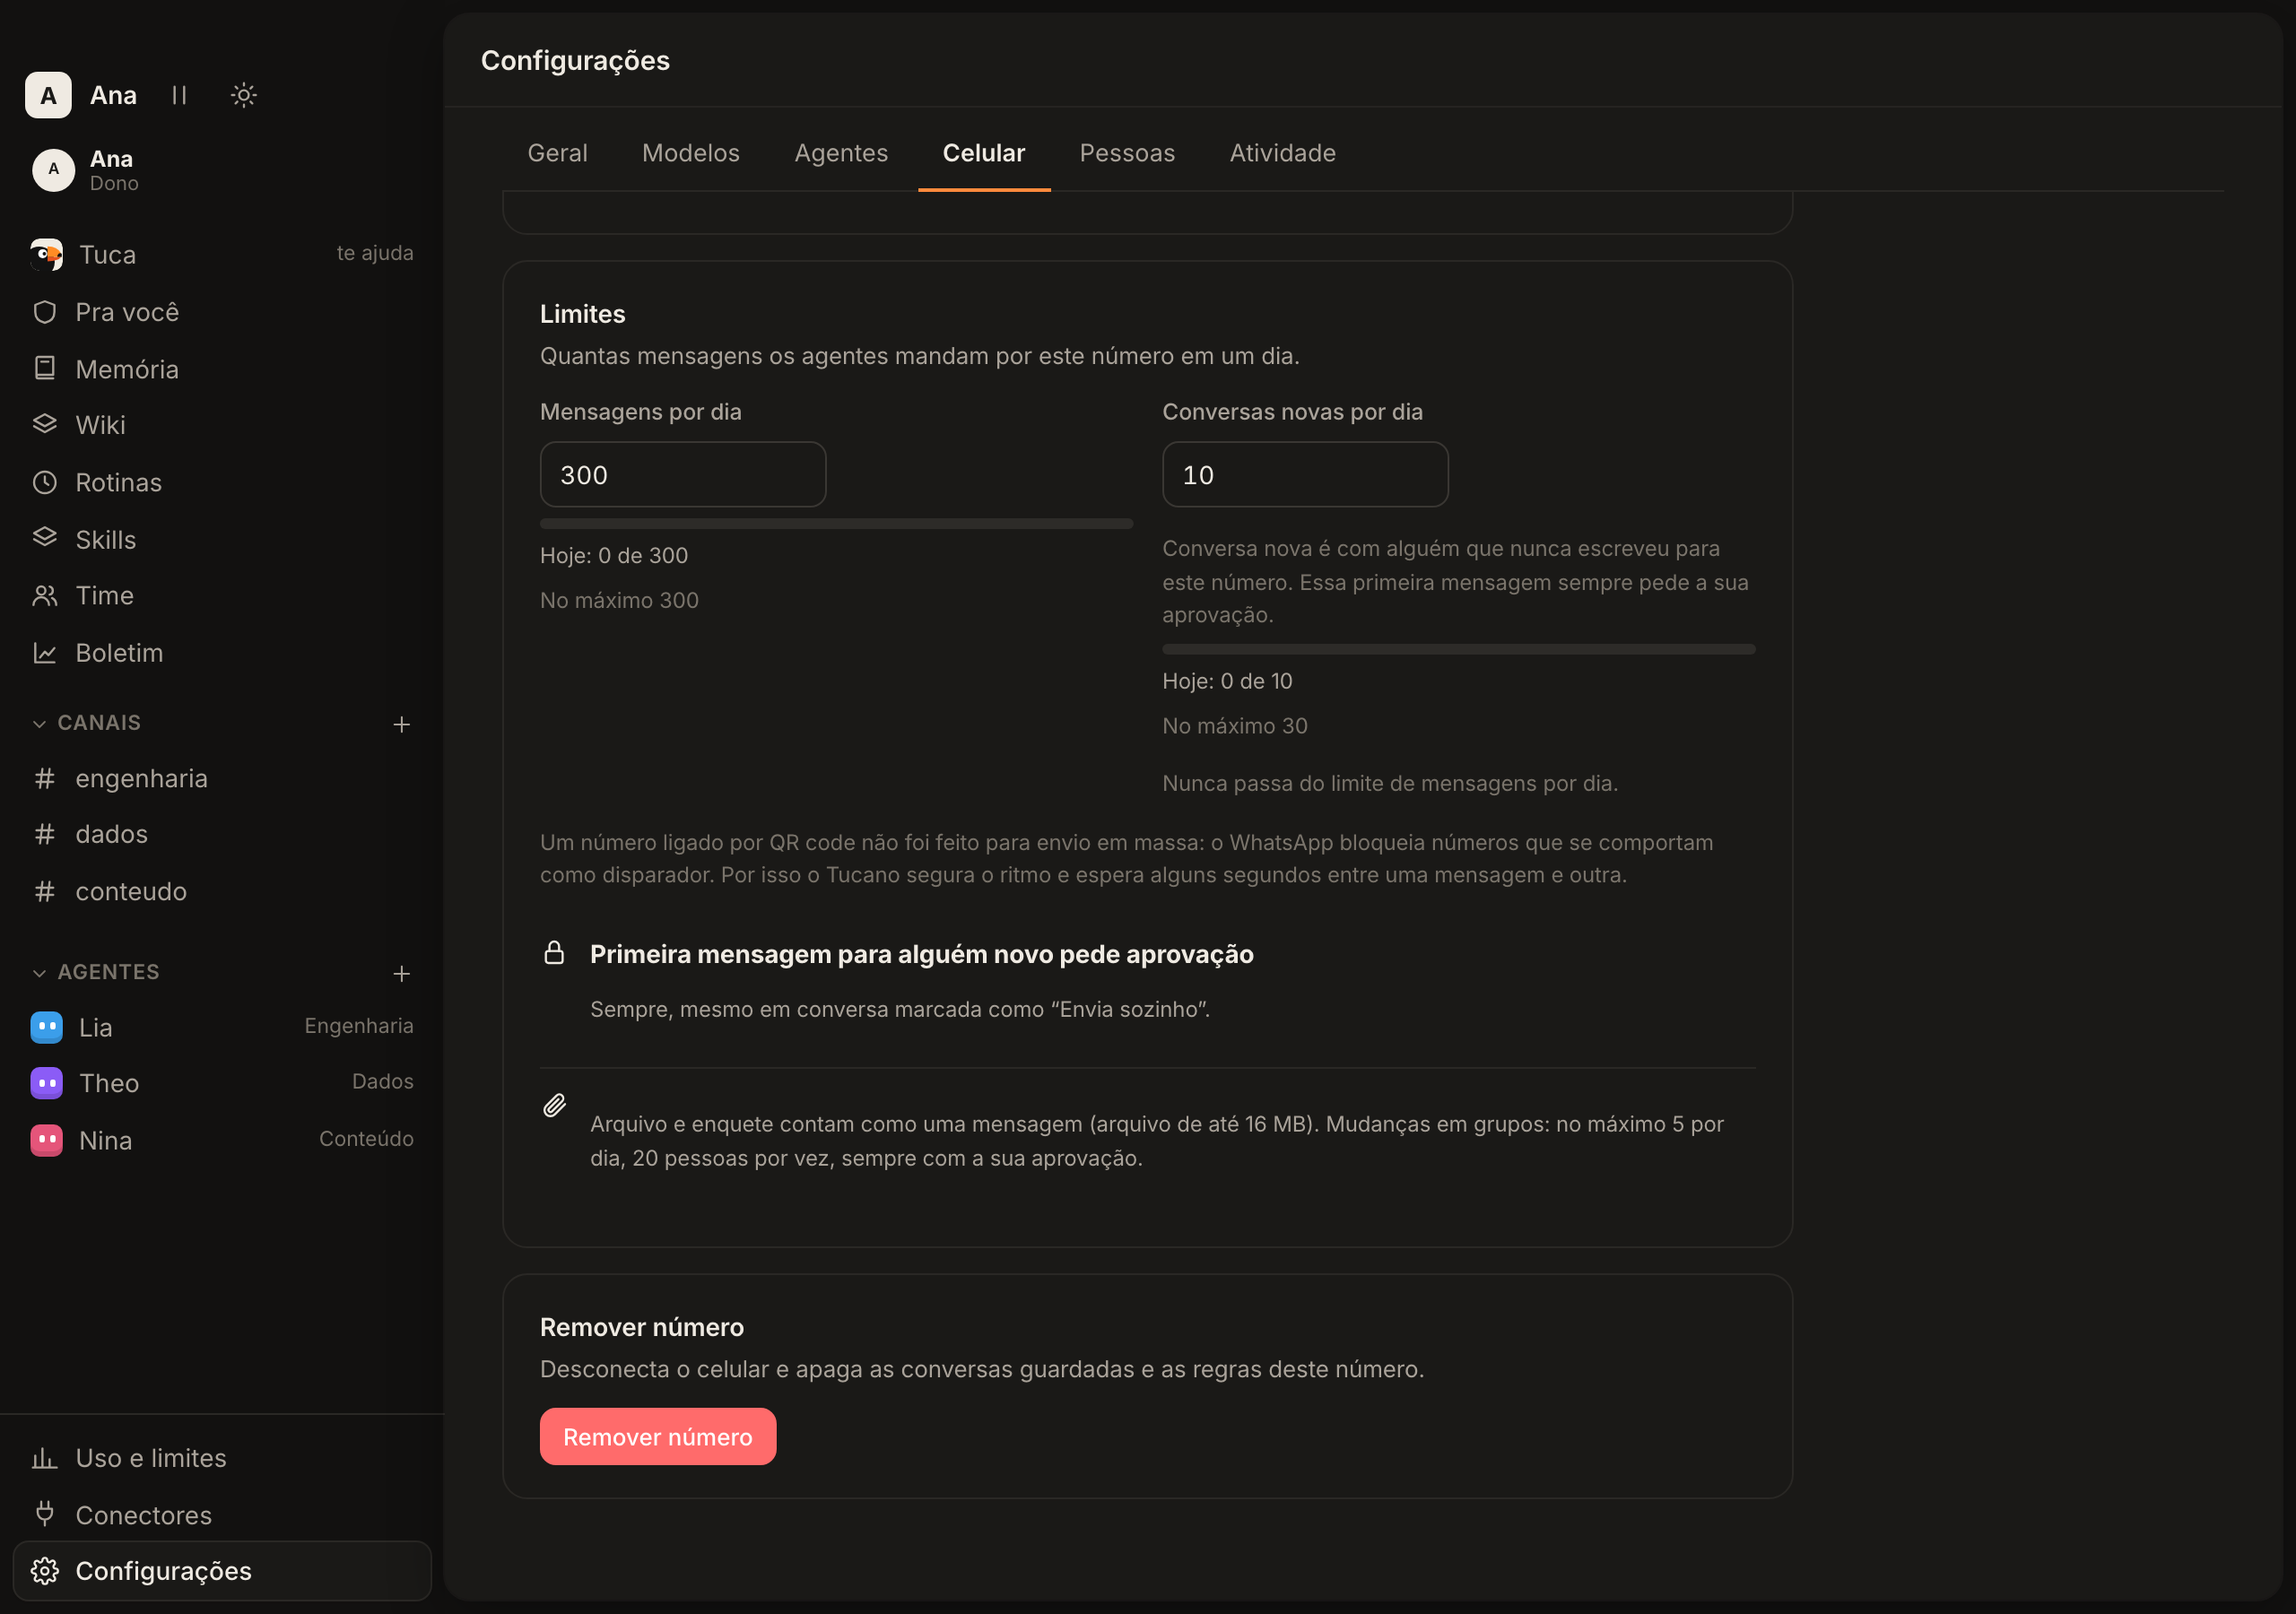 A
Ana
A
Ana
Dono
Tuca
te ajuda
Pra você
Memória
Wiki
Rotinas
Skills
Time
Boletim
CANAIS
engenharia
dados
conteudo
AGENTES
Lia
Engenharia
Theo
Dados
Nina
Conteúdo
Uso e limites
Conectores
Configurações
Configurações
Geral
Modelos
Agentes
Celular
Pessoas
Atividade
Limites
Quantas mensagens os agentes mandam por este número em um dia.
Mensagens por dia
300
Hoje: 0 de 300
No máximo 300
Conversas novas por dia
10
Conversa nova é com alguém que nunca escreveu para
este número. Essa primeira mensagem sempre pede a sua
aprovação.
Hoje: 0 de 10
No máximo 30
Nunca passa do limite de mensagens por dia.
Um número ligado por QR code não foi feito para envio em massa: o WhatsApp bloqueia números que se comportam
como disparador. Por isso o Tucano segura o ritmo e espera alguns segundos entre uma mensagem e outra.
Primeira mensagem para alguém novo pede aprovação
Sempre, mesmo em conversa marcada como “Envia sozinho”.
Arquivo e enquete contam como uma mensagem (arquivo de até 16 MB). Mudanças em grupos: no máximo 5 por
dia, 20 pessoas por vez, sempre com a sua aprovação.
Remover número
Desconecta o celular e apaga as conversas guardadas e as regras deste número.
Remover número